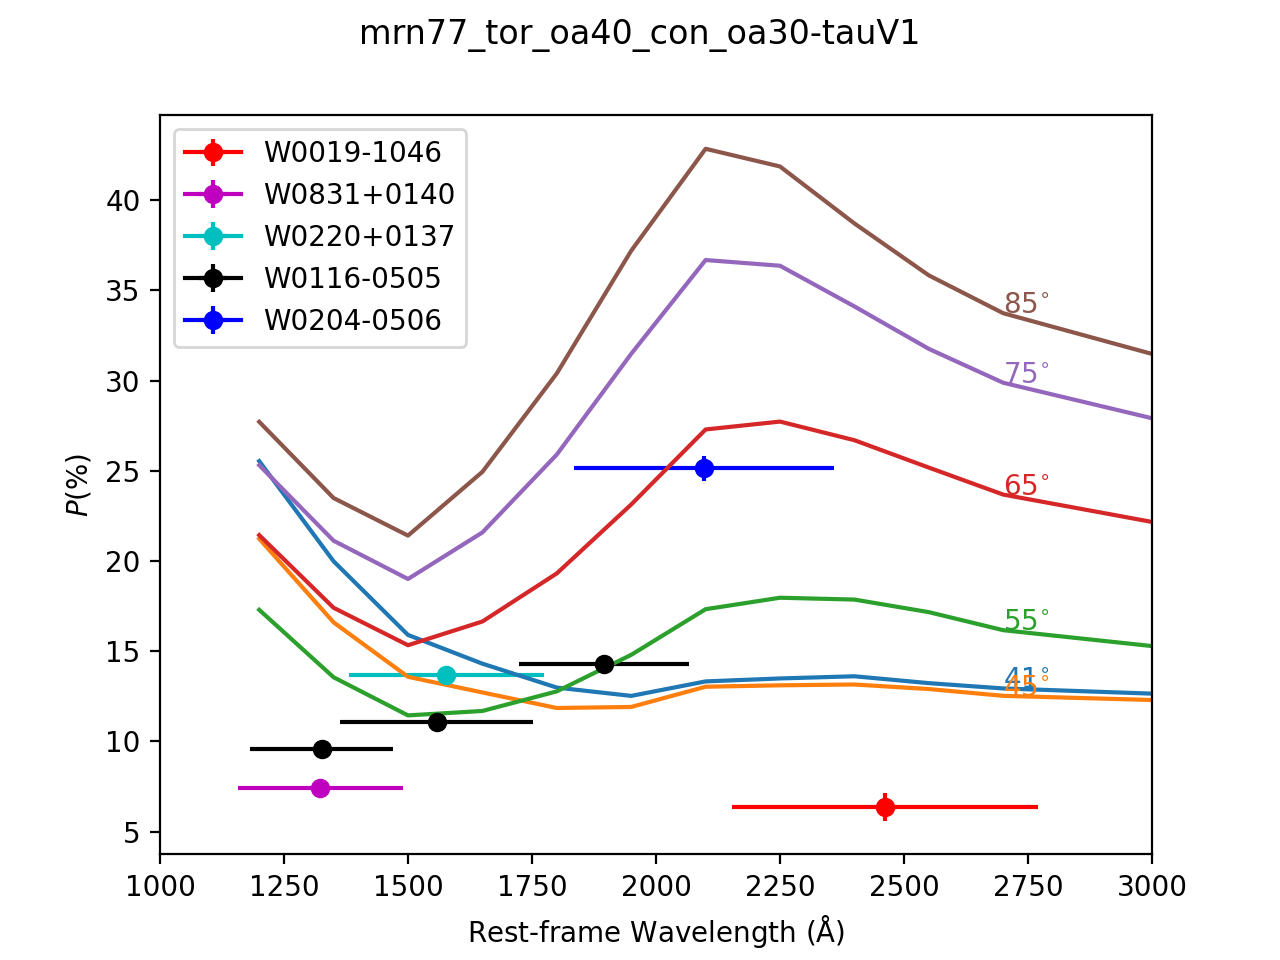 mrn77_tor_oa40_con_oa30-tauV1
W0019-1046
W0831+0140
W0220+0137
W0116-0505
W0204-0506
40
35
30
25
20
15
10
5
P(%)
85°
75°
65°
55°
41°
45°
1000 1250 1500 1750 2000 2250 2500 2750 3000
Rest-frame Wavelength (Å)